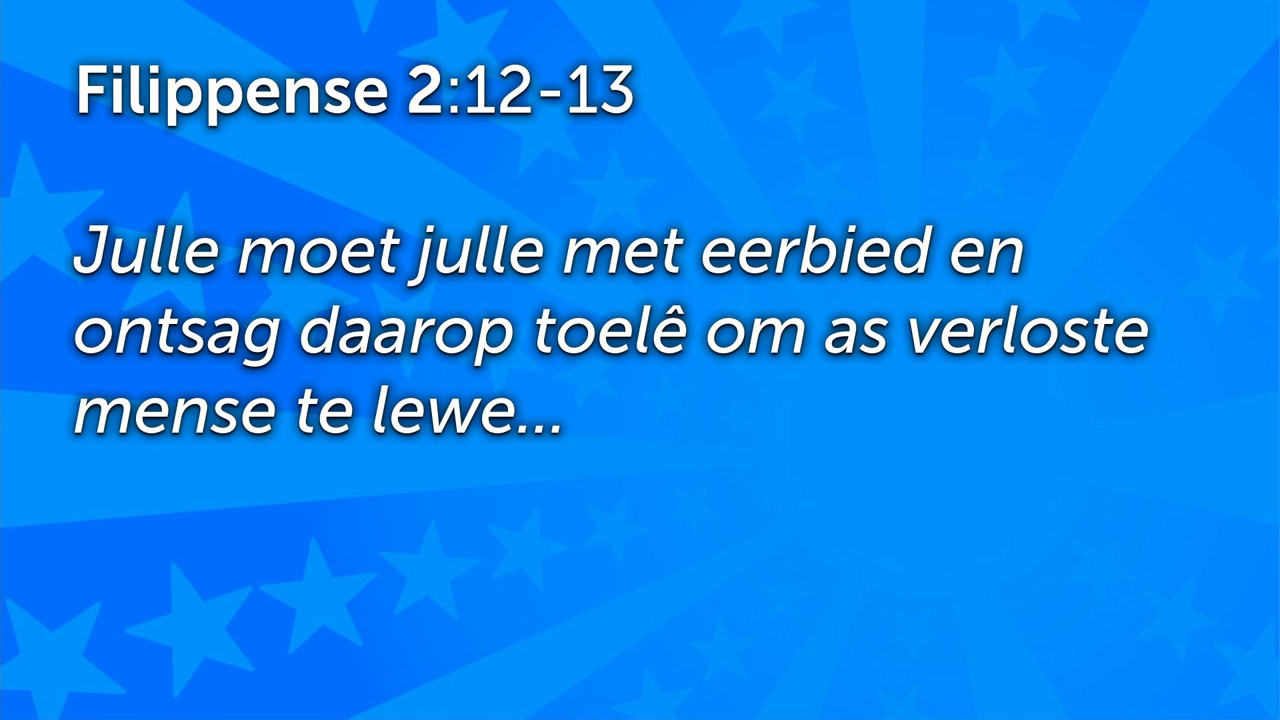 Filippense 2:12-13
Julle moet julle met eerbied en
ontsag daarop toelê om as verloste
mense te lewe...